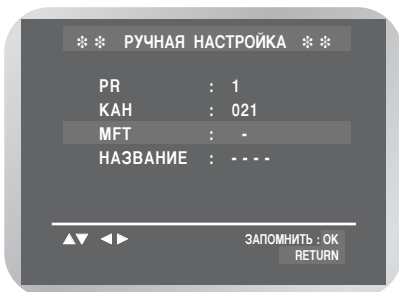 ❄ ❄ РУЧНАЯ НАСТРОЙКА ❄ ❄
PR : 1
КАН : 021
MFT : -
НАЗВАНИЕ : - - - -
▲▼ ◀▶ ЗАПОМНИТЬ : OK
RETURN